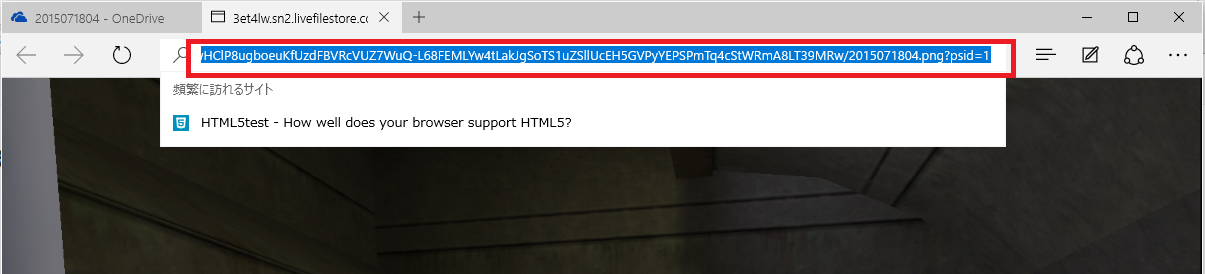 2015071804 - OneDrive
3et4lw.sn2.livefilestore.cc
yHClP8ugboeuKfUzdFBVRcVUZ7WuQ-L68FEMLYw4tLakJgSoTS1uZSllUcEH5GVPyYEPSPmTq4cStWRmA8LT39MRw/2015071804.png?psid=1
頻繁に訪れるサイト
HTML5test - How well does your browser support HTML5?